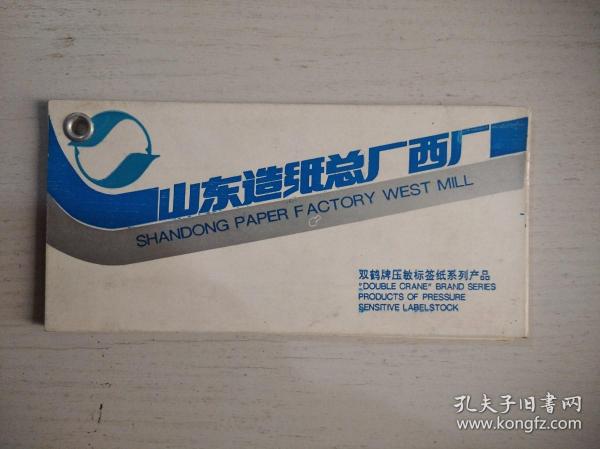 山东造纸总厂西厂
SHANDONG PAPER FACTORY WEST MILL
双鹤牌压敏标签纸系列产品
"DOUBLE CRANE" BRAND SERIES
PRODUCTS OF PRESSURE
SENSITIVE LABELSTOCK
孔夫子旧書网
www.kongfz.com